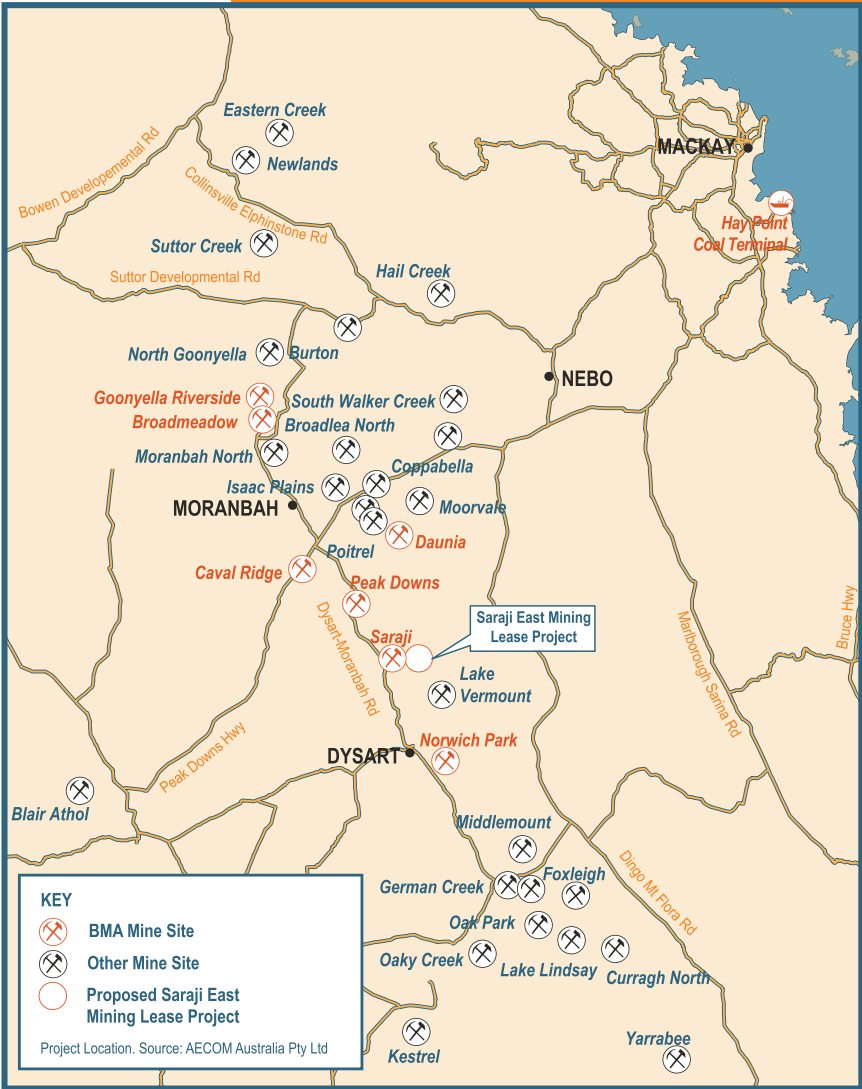 Eastern Creek
Newlands
MACKAY
Bowen Developemental Rd
Collinsville Elphinstone Rd
Hay Point
Coal Terminal
Suttor Creek
Suttor Developmental Rd
Hail Creek
North Goonyella
Burton
NEBO
Goonyella Riverside
South Walker Creek
Broadmeadow
Broadlea North
Moranbah North
Coppabella
Isaac Plains
MORANBAH
Moorvale
Daunia
Poitrel
Caval Ridge
Peak Downs
Saraji East Mining
Lease Project
Saraji
Dysart-Moranbah Rd
Marlborough Sarina Rd
Bruce Hwy
Lake
Vermount
Peak Downs Hwy
Norwich Park
DYSART
Blair Athol
Middlemount
German Creek
Foxleigh
Dingo Mt Flora Rd
Oak Park
Oaky Creek
Lake Lindsay
Curragh North
Kestrel
Yarrabee
KEY
BMA Mine Site
Other Mine Site
Proposed Saraji East
Mining Lease Project
Project Location. Source: AECOM Australia Pty Ltd